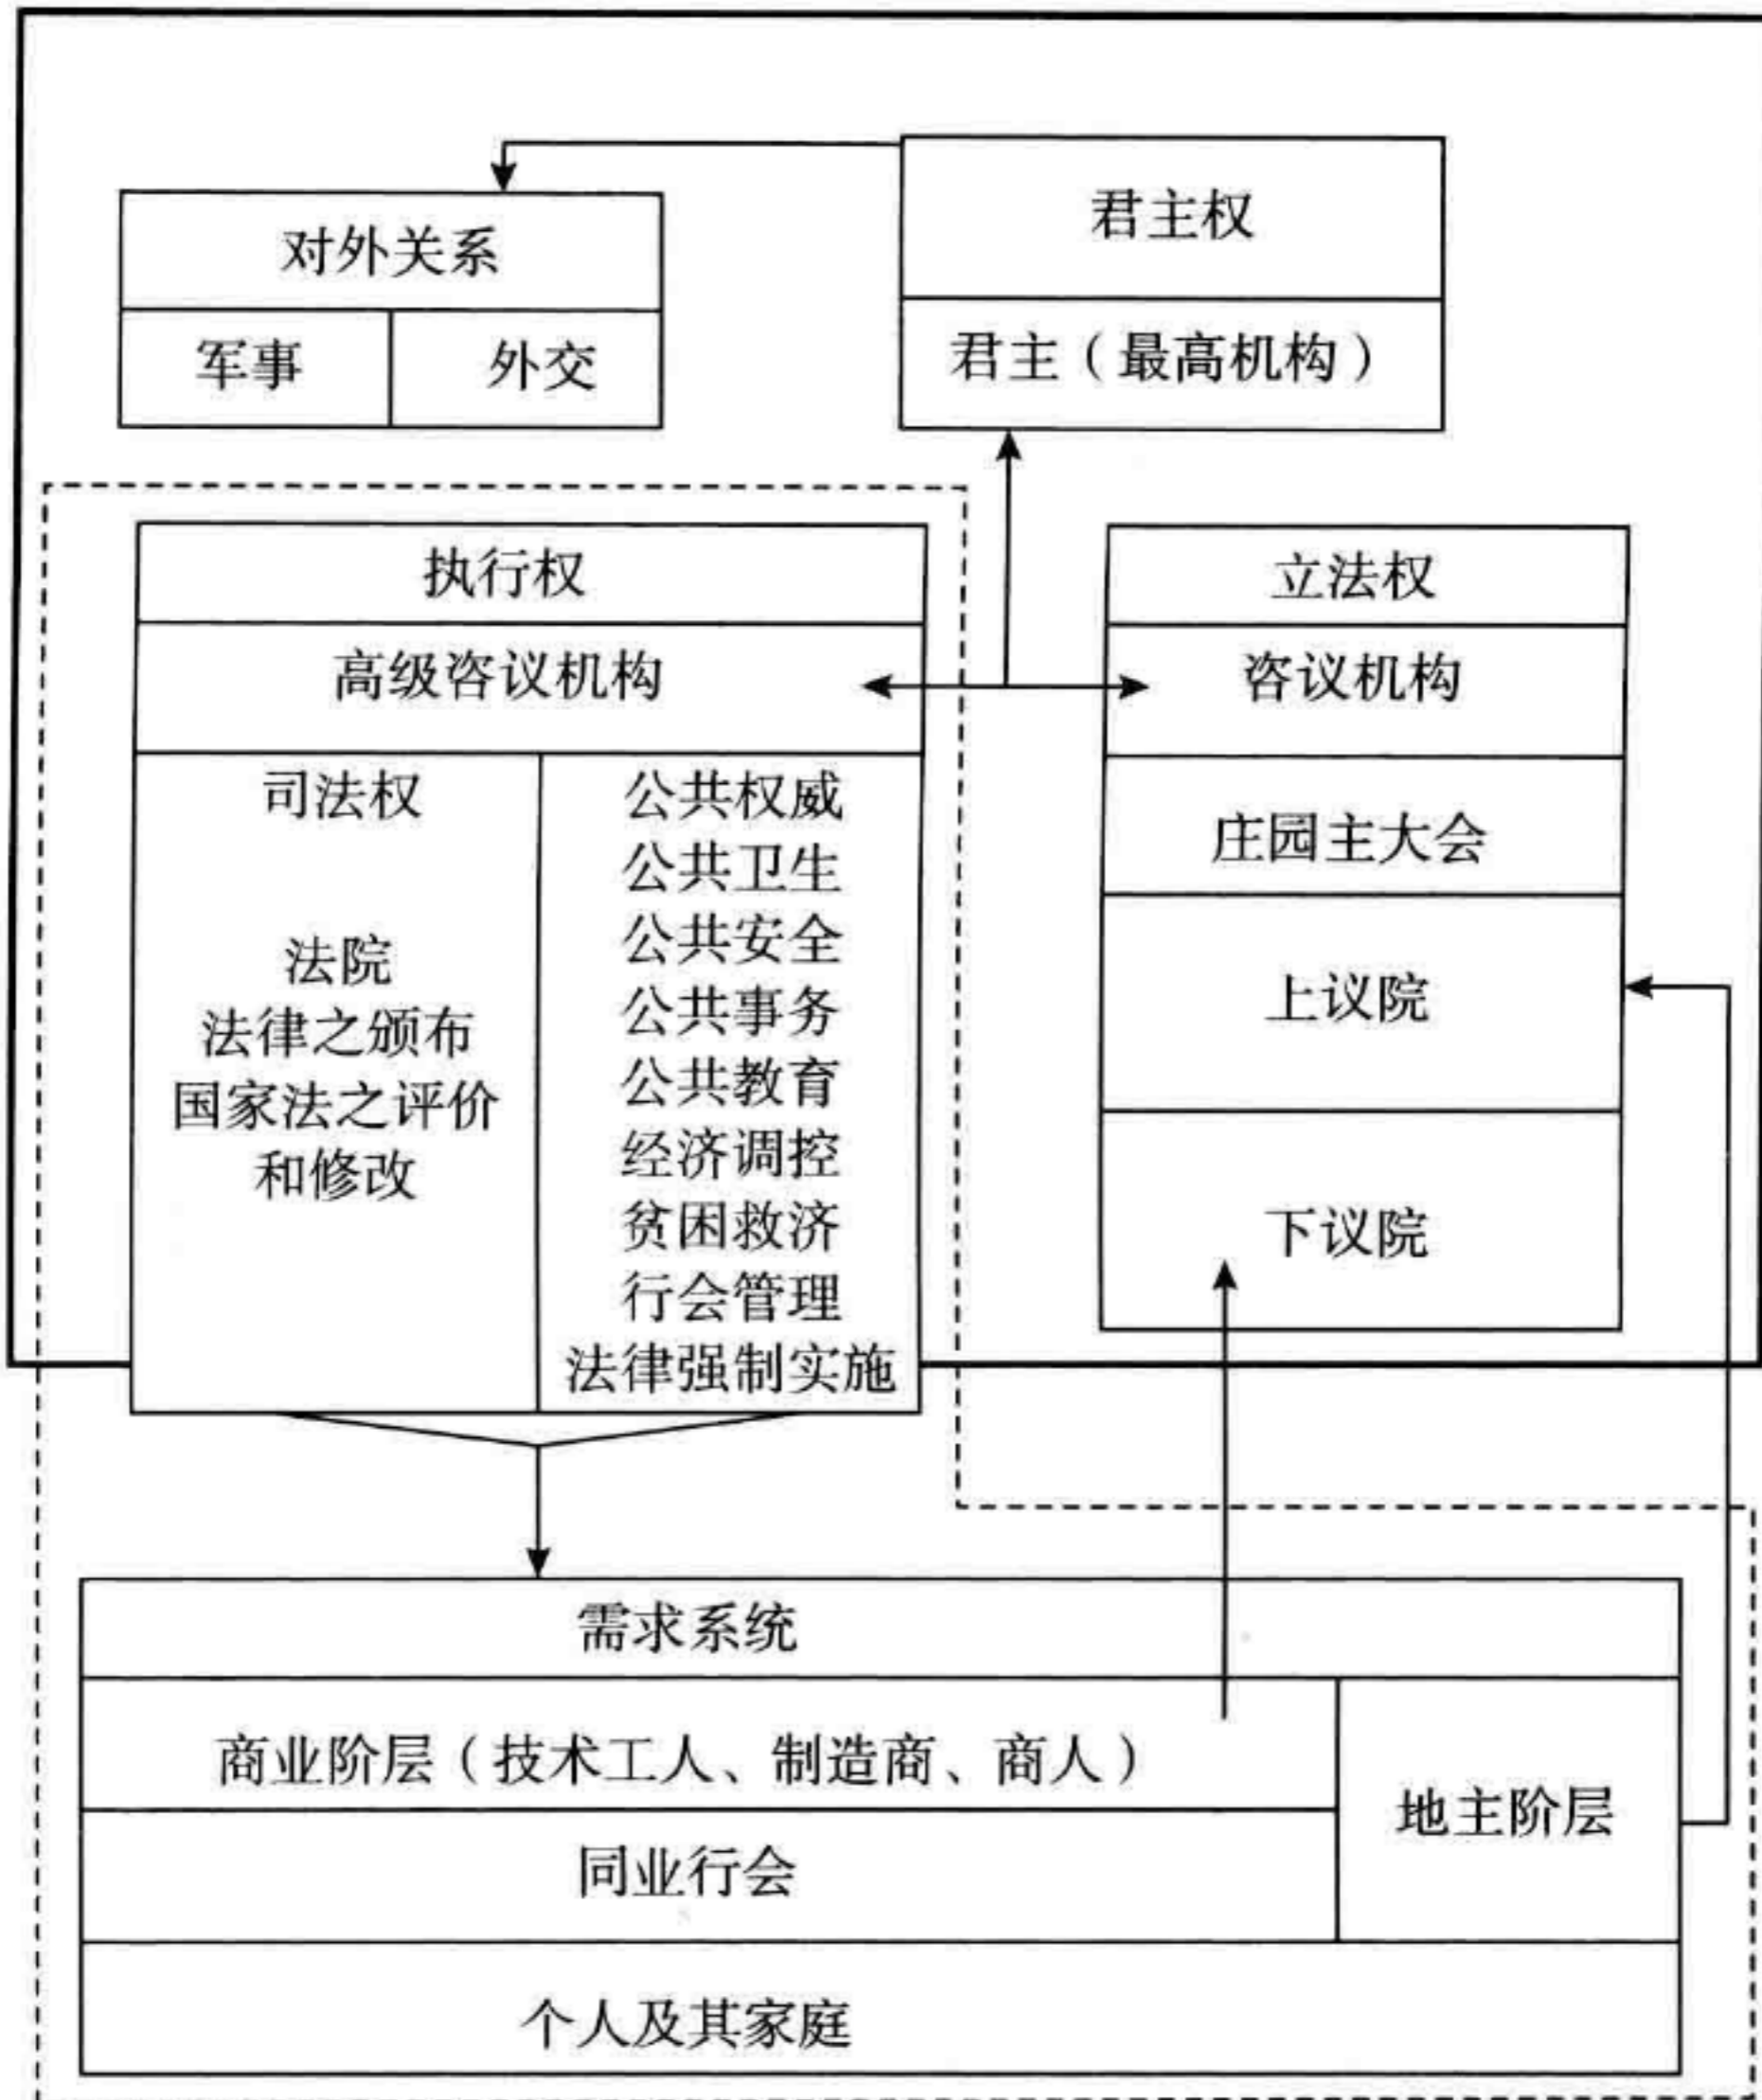 君主权
对外关系
军事
外交
君主（最高机构）
执行权
立法权
高级咨议机构
咨议机构
司法权
法院
法律之颁布
国家法之评价
和修改
公共权威
公共卫生
公共安全
公共事务
公共教育
经济调控
贫困救济
行会管理
法律强制实施
庄园主大会
上议院
下议院
需求系统
商业阶层（技术工人、制造商、商人）
地主阶层
同业行会
个人及其家庭